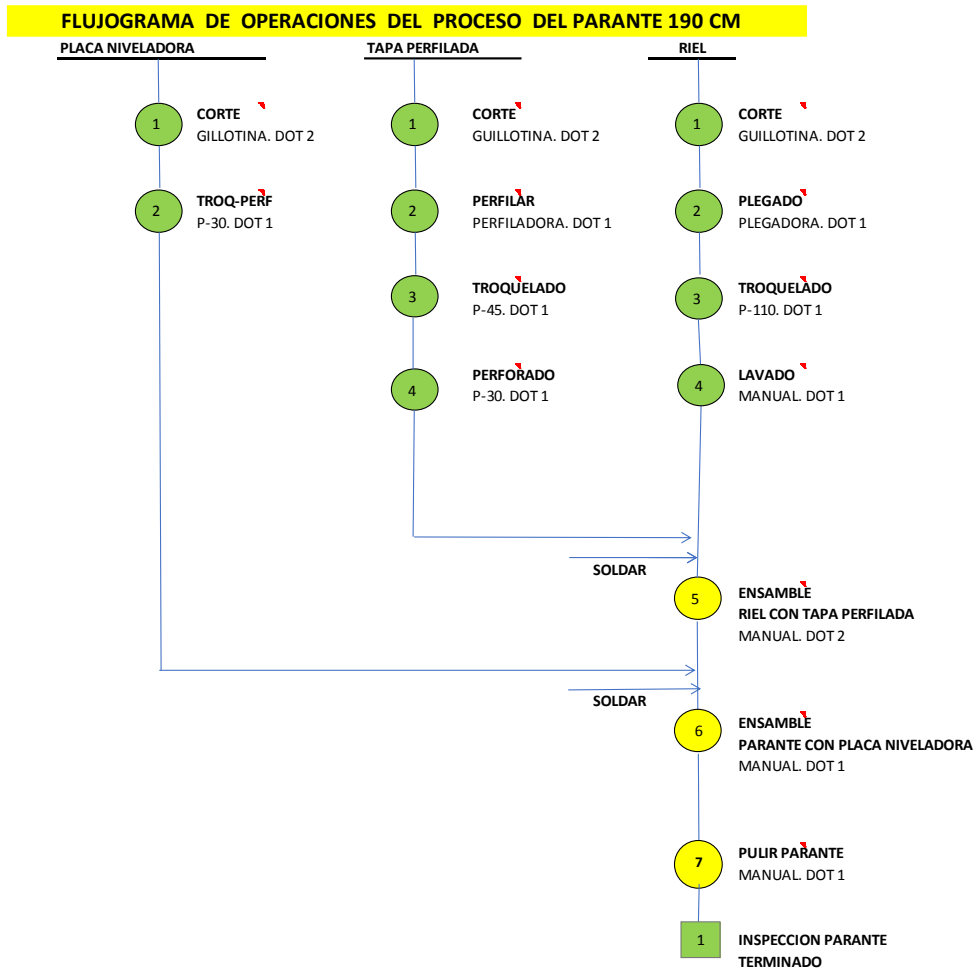 FLUJOGRAMA DE OPERACIONES DEL PROCESO DEL PARANTE 190 CM
PLACA NIVELADORA
TAPA PERFILADA
RIEL
1
CORTE
GILLOTINA. DOT 2
1
CORTE
GUILLOTINA. DOT 2
1
CORTE
GUILLOTINA. DOT 2
2
TROQ-PERF
P-30. DOT 1
2
PERFILAR
PERFILADORA. DOT 1
2
PLEGADO
PLEGADORA. DOT 1
3
TROQUELADO
P-45. DOT 1
3
TROQUELADO
P-110. DOT 1
4
PERFORADO
P-30. DOT 1
4
LAVADO
MANUAL. DOT 1
SOLDAR
5
ENSAMBLE
RIEL CON TAPA PERFILADA
MANUAL. DOT 2
SOLDAR
6
ENSAMBLE
PARANTE CON PLACA NIVELADORA
MANUAL. DOT 1
7
PULIR PARANTE
MANUAL. DOT 1
1
INSPECCION PARANTE
TERMINADO